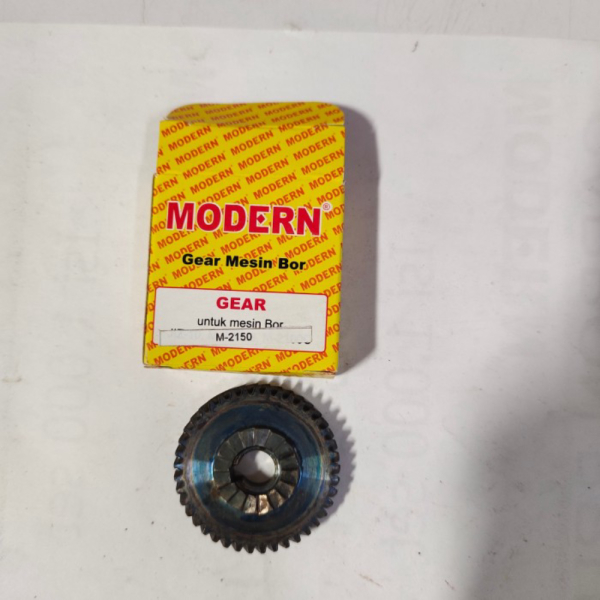 MODERN®
Gear Mesin Bor
GEAR
untuk mesin Bor
M-2150